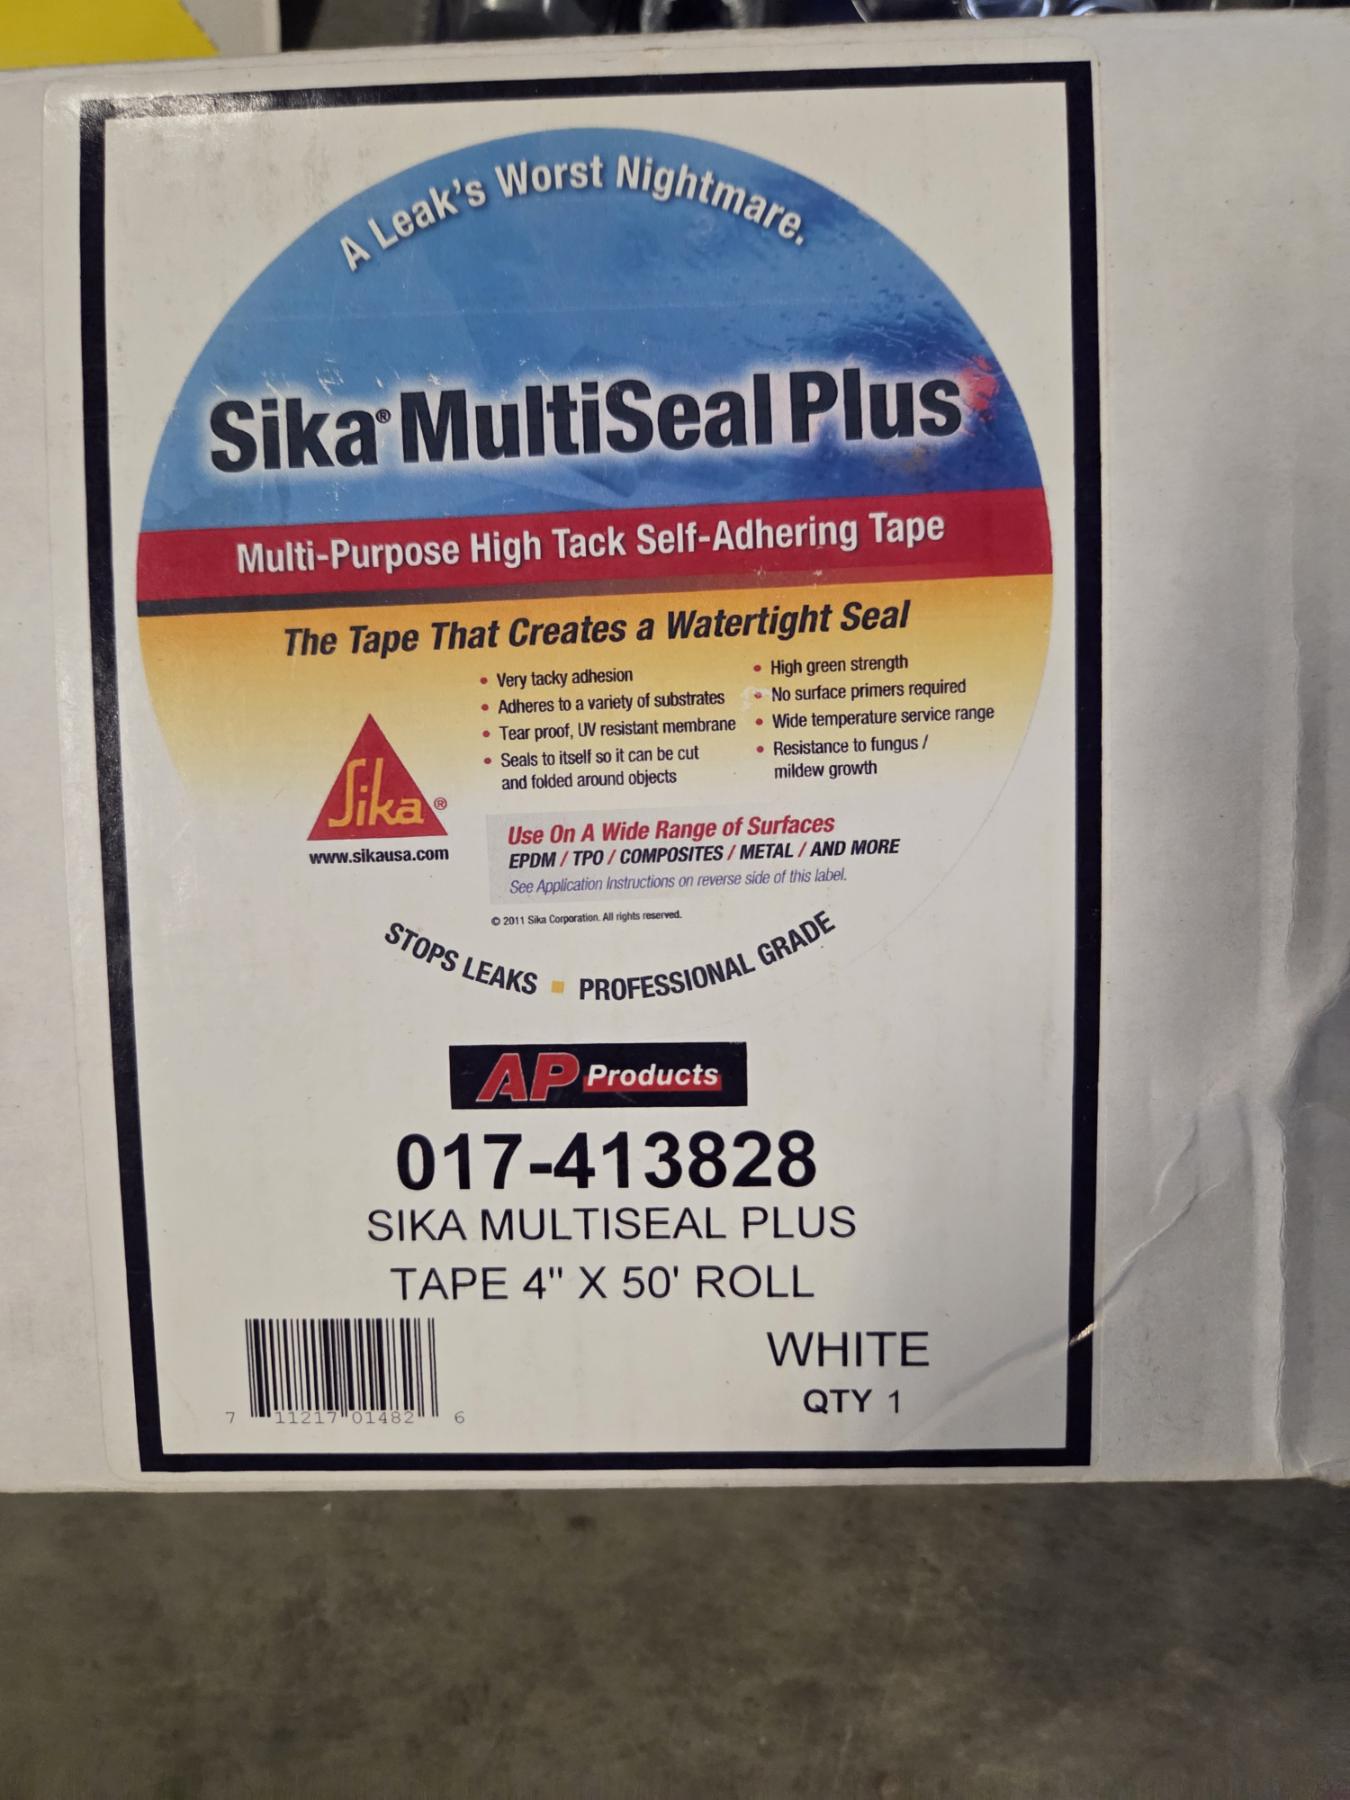 A Leak's Worst Nightmare.
Sika® MultiSeal Plus
Multi-Purpose High Tack Self-Adhering Tape
The Tape That Creates a Watertight Seal
• Very tacky adhesion
• Adheres to a variety of substrates
• Tear proof, UV resistant membrane
• Seals to itself so it can be cut
and folded around objects
• High green strength
• No surface primers required
• Wide temperature service range
• Resistance to fungus /
mildew growth
Sika®
www.sikausa.com
Use On A Wide Range of Surfaces
EPDM / TPO / COMPOSITES / METAL / AND MORE
See Application Instructions on reverse side of this label.
© 2011 Sika Corporation. All rights reserved.
STOPS LEAKS ▪ PROFESSIONAL GRADE
AP Products
017-413828
SIKA MULTISEAL PLUS
TAPE 4" X 50' ROLL
WHITE
QTY 1
7 11217 01482 6